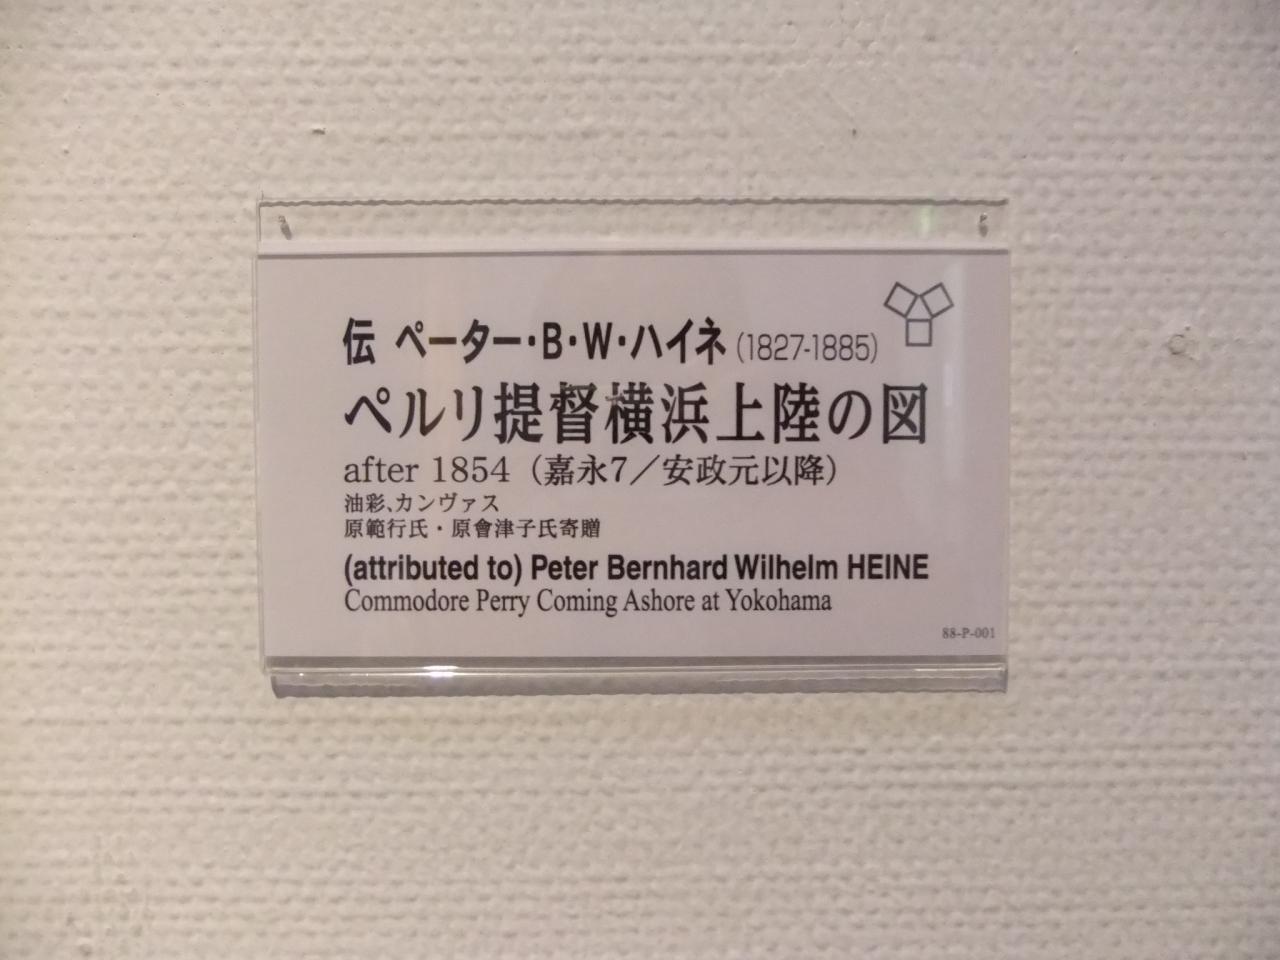 伝 ペーター・B・W・ハイネ (1827-1885)
ペルリ提督横浜上陸の図
after 1854（嘉永7／安政元以降）
油彩、カンヴァス
原範行氏・原會津子氏寄贈
(attributed to) Peter Bernhard Wilhelm HEINE
Commodore Perry Coming Ashore at Yokohama
88-P-001